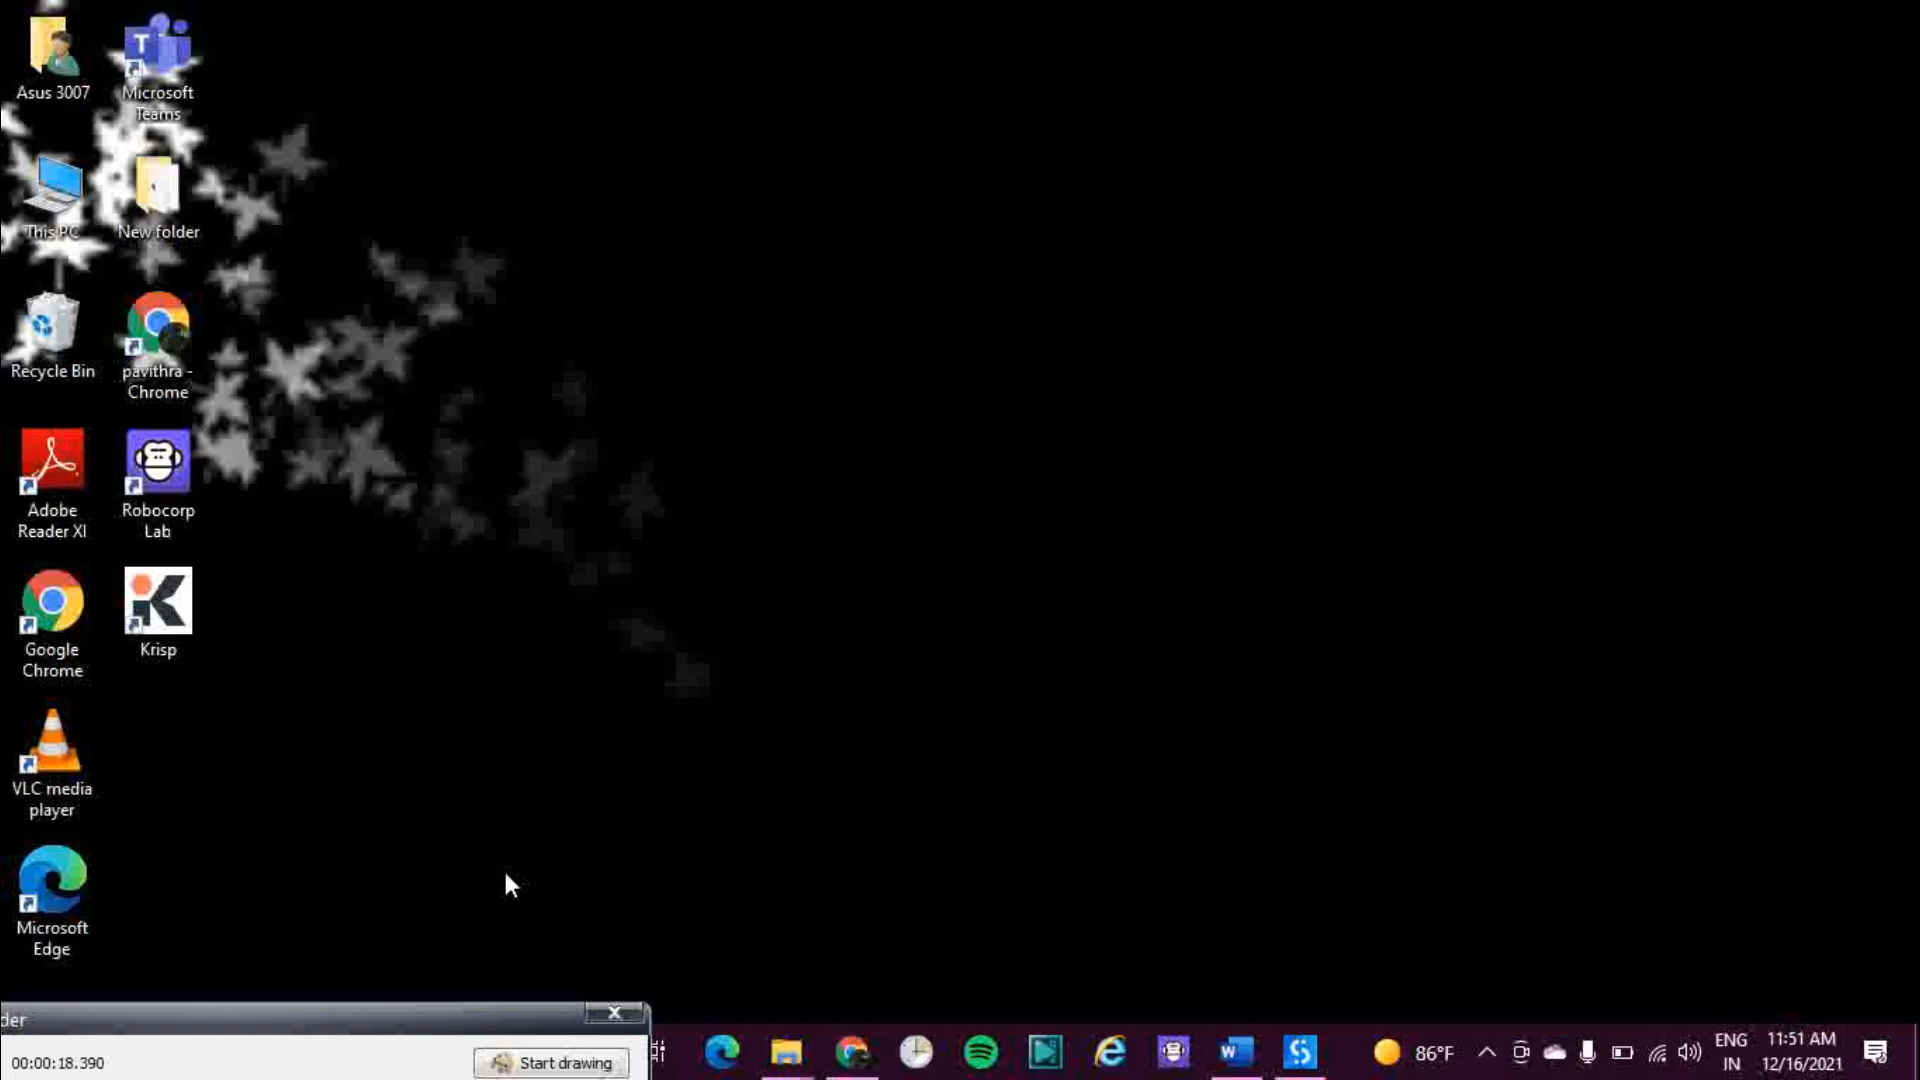 Asus 3007
Microsoft
Teams
This PC
New folder
Recycle Bin
pavithra -
Chrome
Adobe
Reader XI
Robocorp
Lab
Google
Chrome
Krisp
VLC media
player
Microsoft
Edge
der
00:00:18.390
Start drawing
86°F
ENG
IN
11:51 AM
12/16/2021